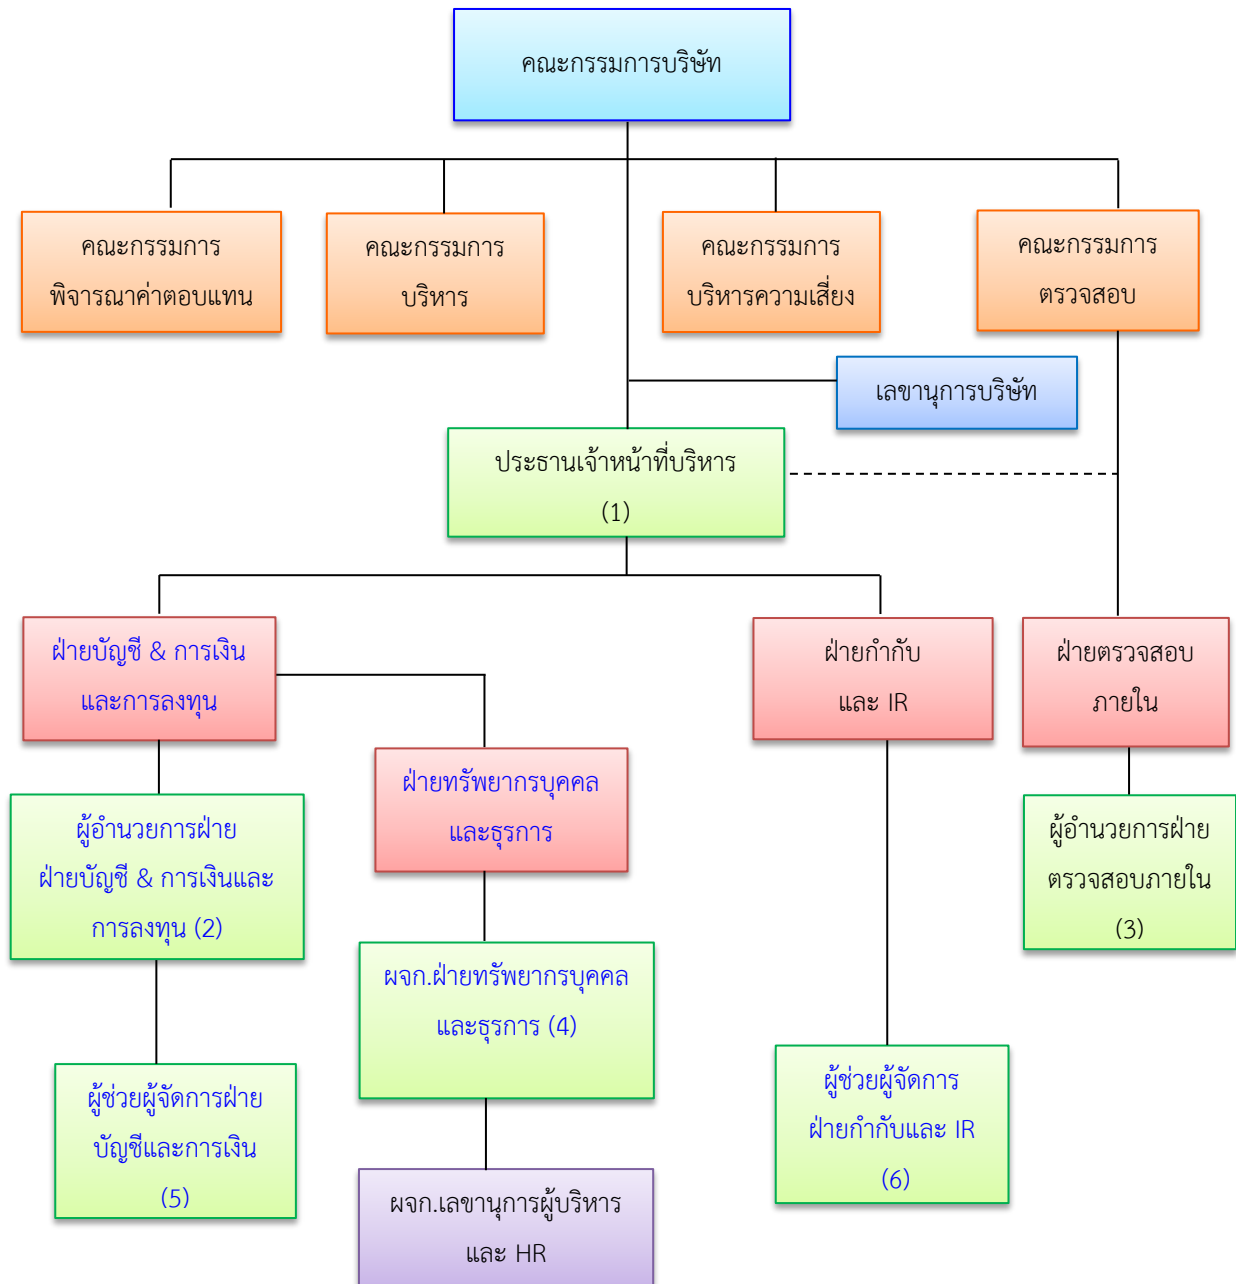 คณะกรรมการบริษัท
คณะกรรมการ
พิจารณาค่าตอบแทน
คณะกรรมการ
บริหาร
คณะกรรมการ
บริหารความเสี่ยง
คณะกรรมการ
ตรวจสอบ
เลขานุการบริษัท
ประธานเจ้าหน้าที่บริหาร
(1)
ฝ่ายบัญชี & การเงิน
และการลงทุน
ฝ่ายกำกับ
และ IR
ฝ่ายตรวจสอบ
ภายใน
ฝ่ายทรัพยากรบุคคล
และธุรการ
ผู้อำนวยการฝ่าย
ฝ่ายบัญชี & การเงินและ
การลงทุน (2)
ผู้อำนวยการฝ่าย
ตรวจสอบภายใน
(3)
ผจก.ฝ่ายทรัพยากรบุคคล
และธุรการ (4)
ผู้ช่วยผู้จัดการฝ่าย
บัญชีและการเงิน
(5)
ผู้ช่วยผู้จัดการ
ฝ่ายกำกับและ IR
(6)
ผจก.เลขานุการผู้บริหาร
และ HR